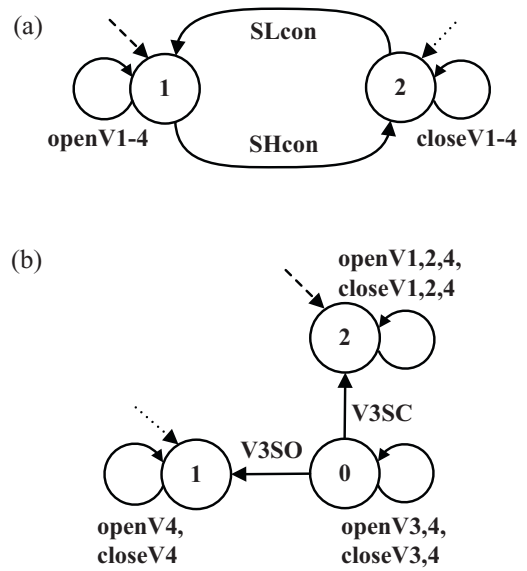 (a)
SLcon
1
2
openV1-4
closeV1-4
SHcon
(b)
openV1,2,4,
closeV1,2,4
2
V3SC
V3SO
1
0
openV4,
closeV4
openV3,4,
closeV3,4